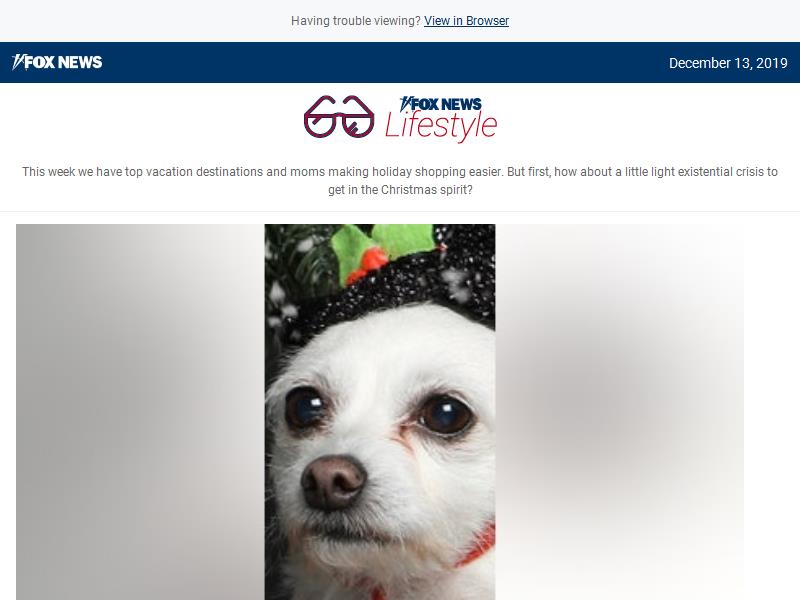 Having trouble viewing? View in Browser
FOX NEWS
December 13, 2019
FOX NEWS
Lifestyle
This week we have top vacation destinations and moms making holiday shopping easier. But first, how about a little light existential crisis to
get in the Christmas spirit?